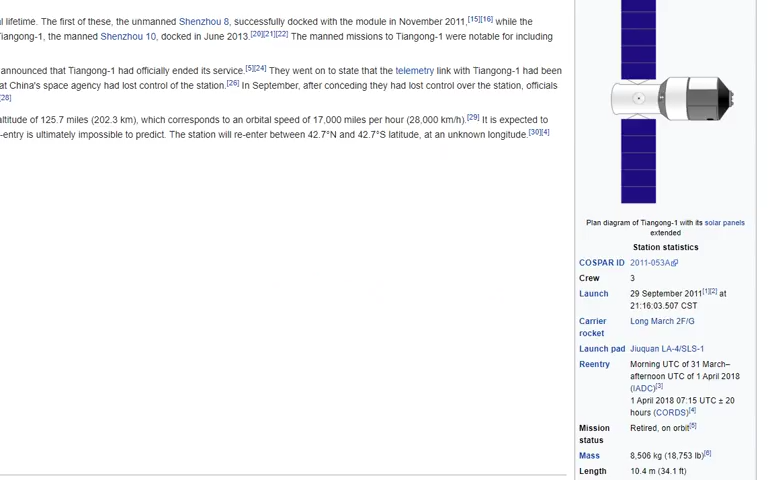 l lifetime. The first of these, the unmanned Shenzhou 8, successfully docked with the module in November 2011,[15][16] while the
Tiangong-1, the manned Shenzhou 10, docked in June 2013.[20][21][22] The manned missions to Tiangong-1 were notable for including
announced that Tiangong-1 had officially ended its service.[5][24] They went on to state that the telemetry link with Tiangong-1 had been
at China's space agency had lost control of the station.[26] In September, after conceding they had lost control over the station, officials
[28]
altitude of 125.7 miles (202.3 km), which corresponds to an orbital speed of 17,000 miles per hour (28,000 km/h).[29] It is expected to
-entry is ultimately impossible to predict. The station will re-enter between 42.7°N and 42.7°S latitude, at an unknown longitude.[30][4]
Plan diagram of Tiangong-1 with its solar panels
extended
Station statistics
COSPAR ID 2011-053A
Crew 3
Launch 29 September 2011[1][2] at
21:16:03.507 CST
Carrier Long March 2F/G
rocket
Launch pad Jiuquan LA-4/SLS-1
Reentry Morning UTC of 31 March–
afternoon UTC of 1 April 2018
(IADC)[3]
1 April 2018 07:15 UTC ± 20
hours (CORDS)[4]
Mission Retired, on orbit[5]
status
Mass 8,506 kg (18,753 lb)[6]
Length 10.4 m (34.1 ft)